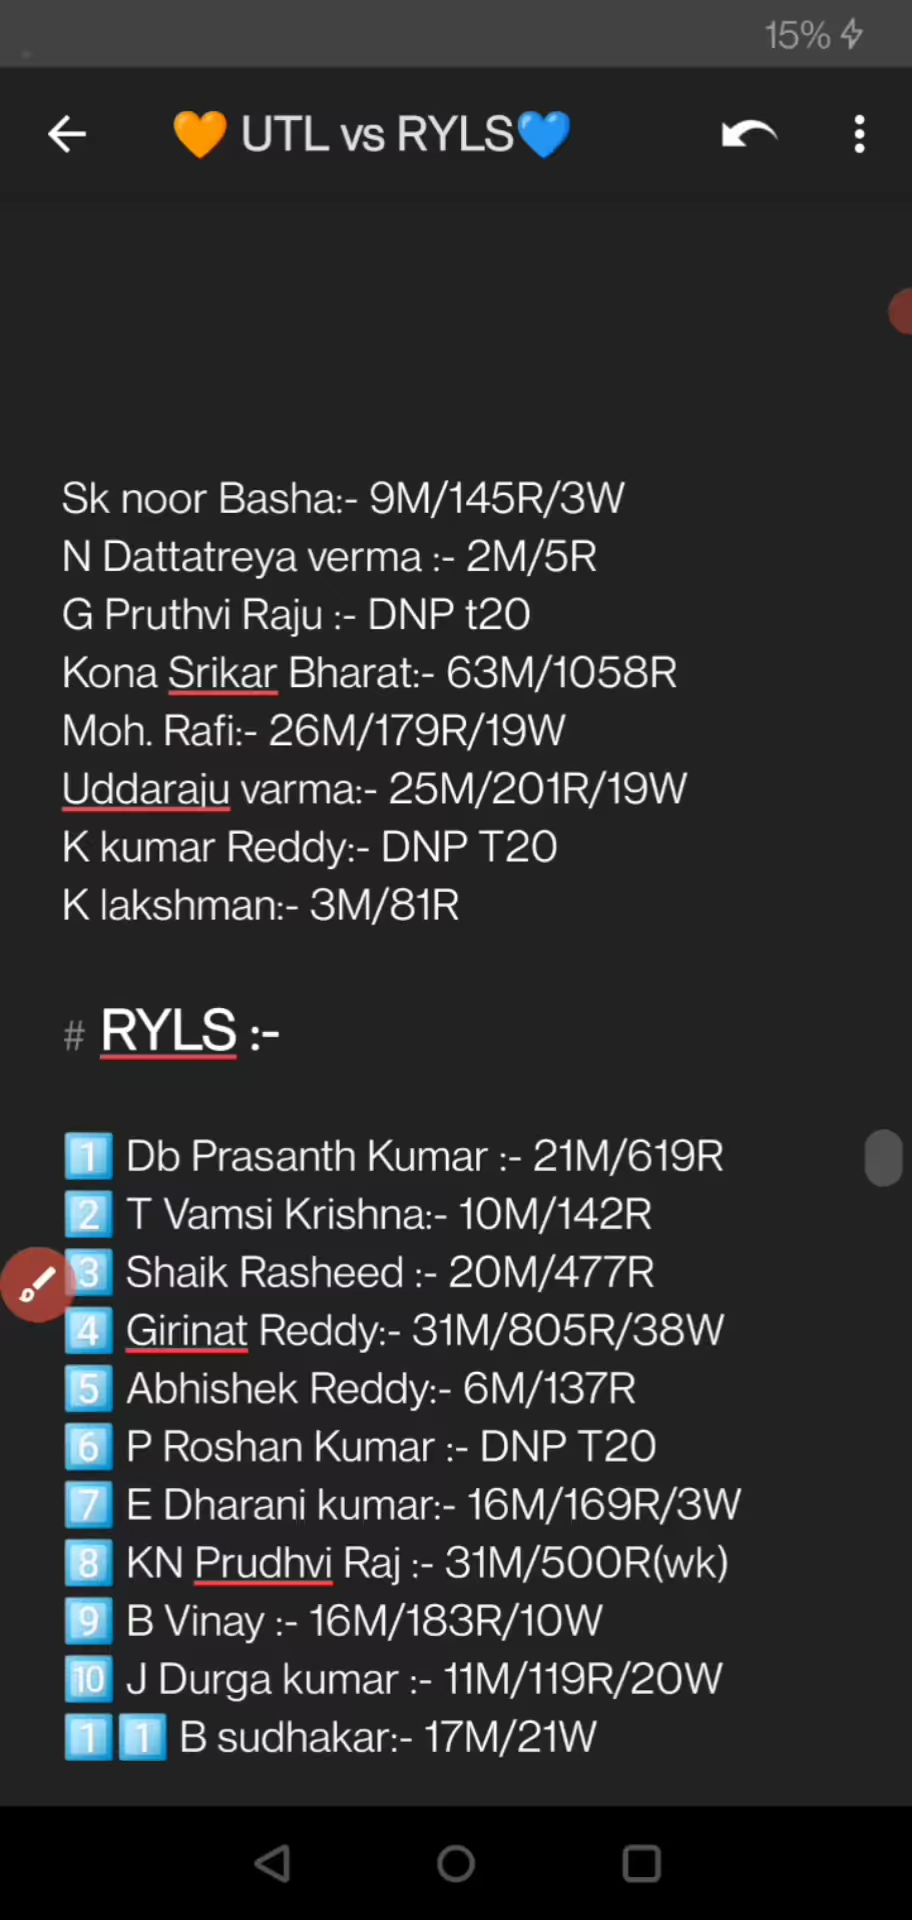 15%
🧡 UTL vs RYLS💙
Sk noor Basha:- 9M/145R/3W
N Dattatreya verma :- 2M/5R
G Pruthvi Raju :- DNP t20
Kona Srikar Bharat:- 63M/1058R
Moh. Rafi:- 26M/179R/19W
Uddaraju varma:- 25M/201R/19W
K kumar Reddy:- DNP T20
K lakshman:- 3M/81R
# RYLS :-
1️⃣ Db Prasanth Kumar :- 21M/619R
2️⃣ T Vamsi Krishna:- 10M/142R
3️⃣ Shaik Rasheed :- 20M/477R
4️⃣ Girinat Reddy:- 31M/805R/38W
5️⃣ Abhishek Reddy:- 6M/137R
6️⃣ P Roshan Kumar :- DNP T20
7️⃣ E Dharani kumar:- 16M/169R/3W
8️⃣ KN Prudhvi Raj :- 31M/500R(wk)
9️⃣ B Vinay :- 16M/183R/10W
🔟 J Durga kumar :- 11M/119R/20W
1️⃣1️⃣ B sudhakar:- 17M/21W